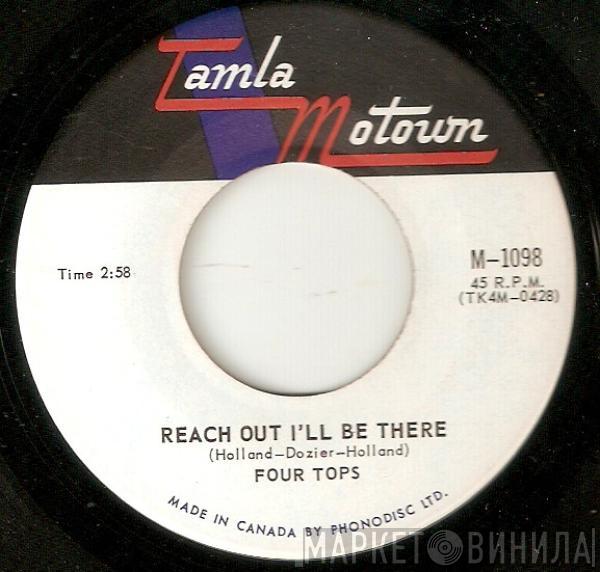 Tamla
Motown
Time 2:58
M-1098
45 R.P.M.
(TK4M-0428)
REACH OUT I'LL BE THERE
(Holland-Dozier-Holland)
FOUR TOPS
MADE IN CANADA BY PHONODISC LTD.
МАРКЕТ ВИНИЛА